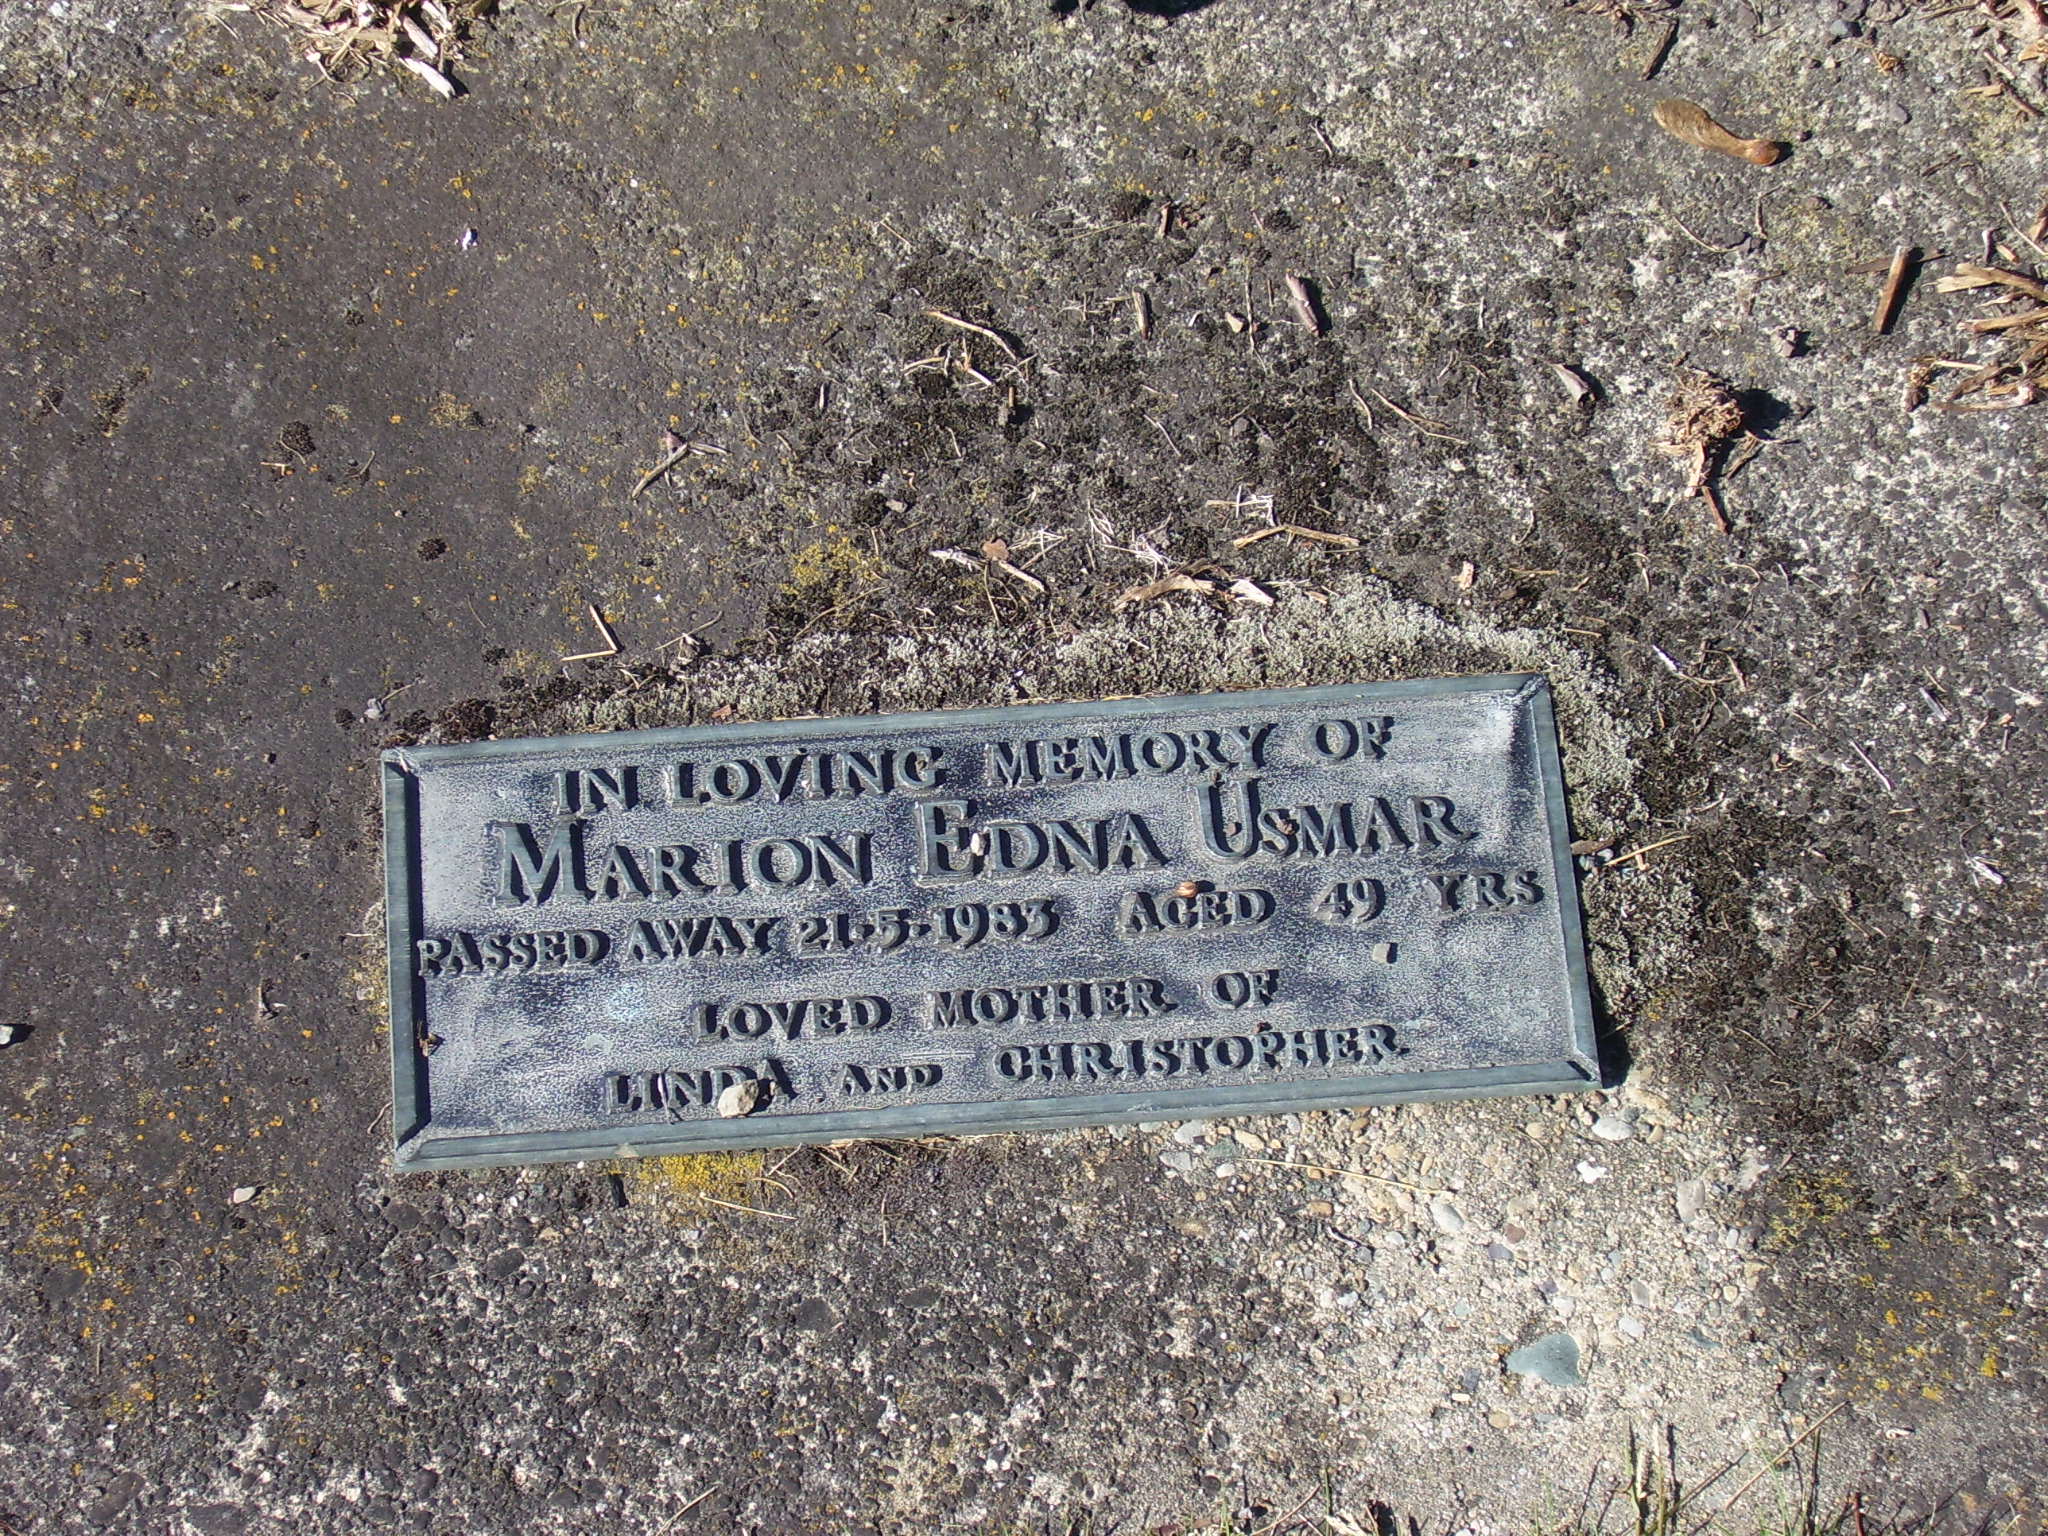 IN LOVING MEMORY OF
MARION EDNA USMAR
PASSED AWAY 21·5·1983 AGED 49 YRS
LOVED MOTHER OF
LINDA AND CHRISTOPHER